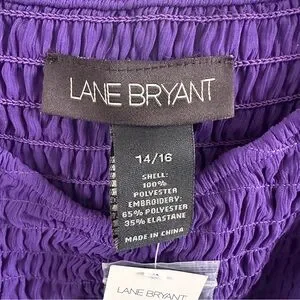 LANE BRYANT
14/16
SHELL:
100%
POLYESTER
EMBROIDERY:
65% POLYESTER
35% ELASTANE
MADE IN CHINA
LANE BRYANT